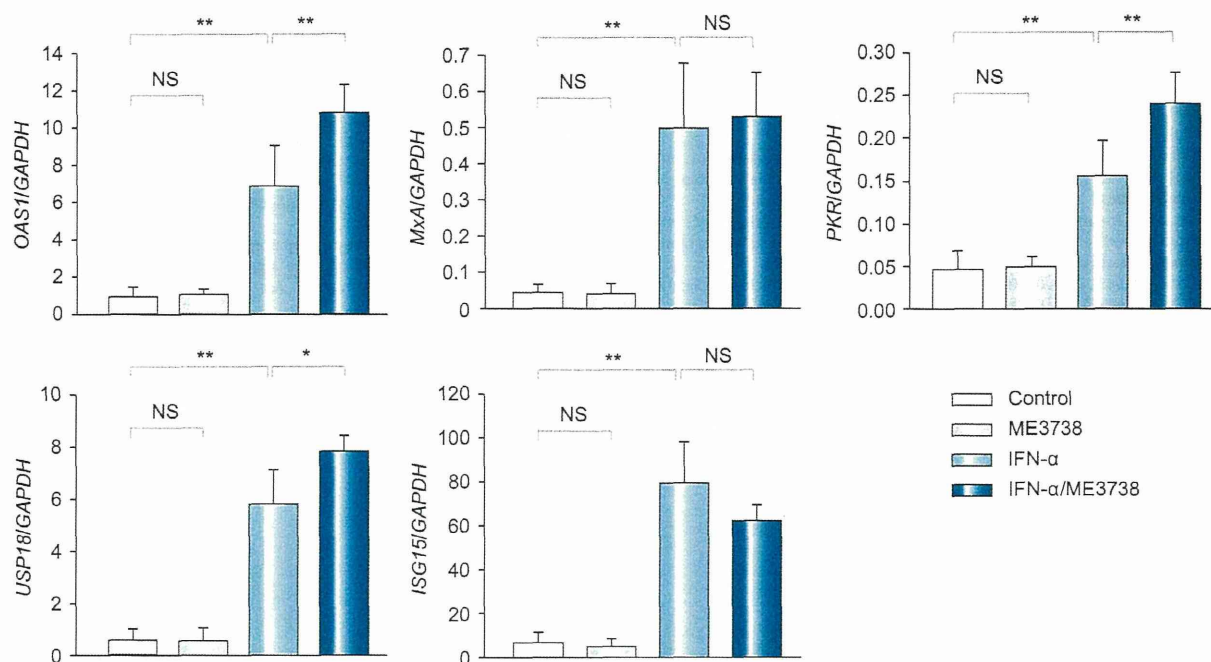 ** **
NS
14
12
10
8
6
4
2
0
OAS1/GAPDH
** NS
NS
0.7
0.6
0.5
0.4
0.3
0.2
0.1
0
MxA/GAPDH
** **
NS
0.30
0.25
0.20
0.15
0.10
0.05
0.00
PKR/GAPDH
** *
NS
10
8
6
4
2
0
USP18/GAPDH
** NS
NS
120
100
80
60
40
20
0
ISG15/GAPDH
Control
ME3738
IFN-α
IFN-α/ME3738